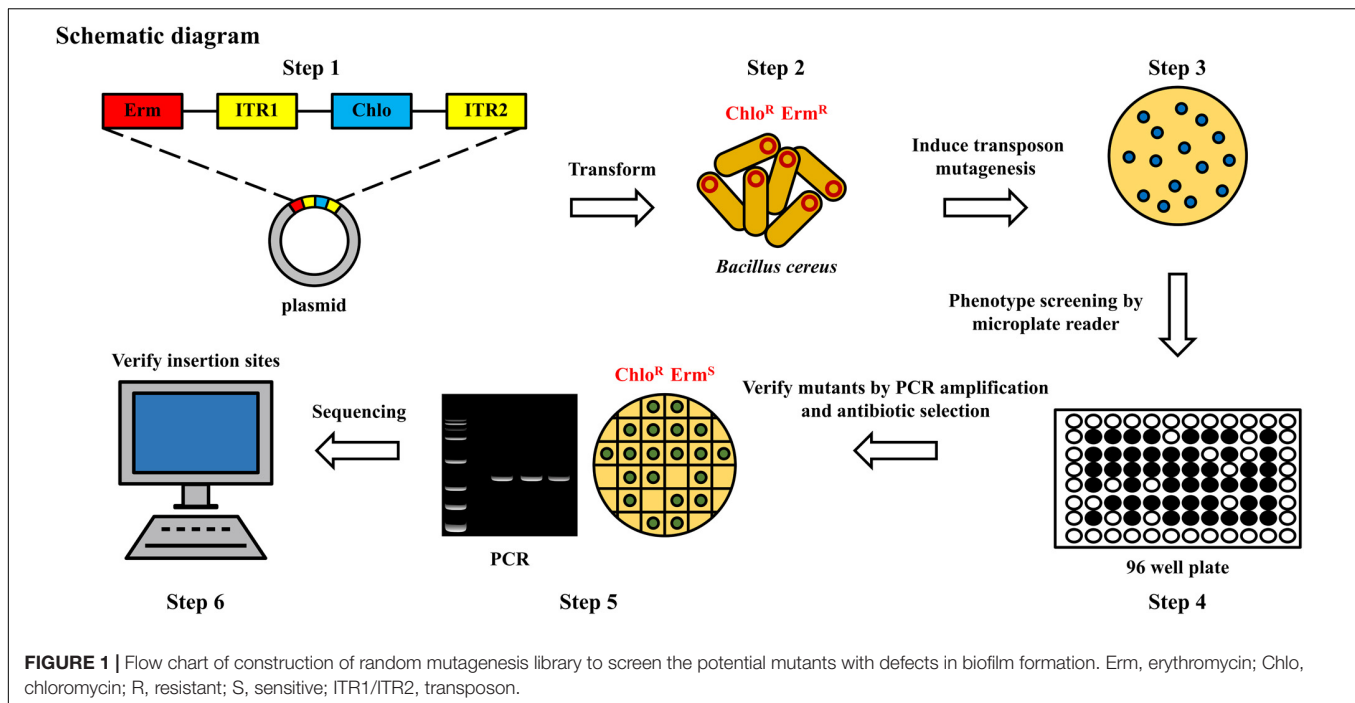 Schematic diagram
Step 1
Erm
ITR1
Chlo
ITR2
plasmid
Transform
Step 2
Chloᴿ Ermᴿ
Bacillus cereus
Induce transposon
mutagenesis
Step 3
Phenotype screening by
microplate reader
96 well plate
Step 4
Verify mutants by PCR amplification
and antibiotic selection
Chloᴿ Ermˢ
PCR
Step 5
Sequencing
Verify insertion sites
Step 6
FIGURE 1 | Flow chart of construction of random mutagenesis library to screen the potential mutants with defects in biofilm formation. Erm, erythromycin; Chlo,
chloromycin; R, resistant; S, sensitive; ITR1/ITR2, transposon.